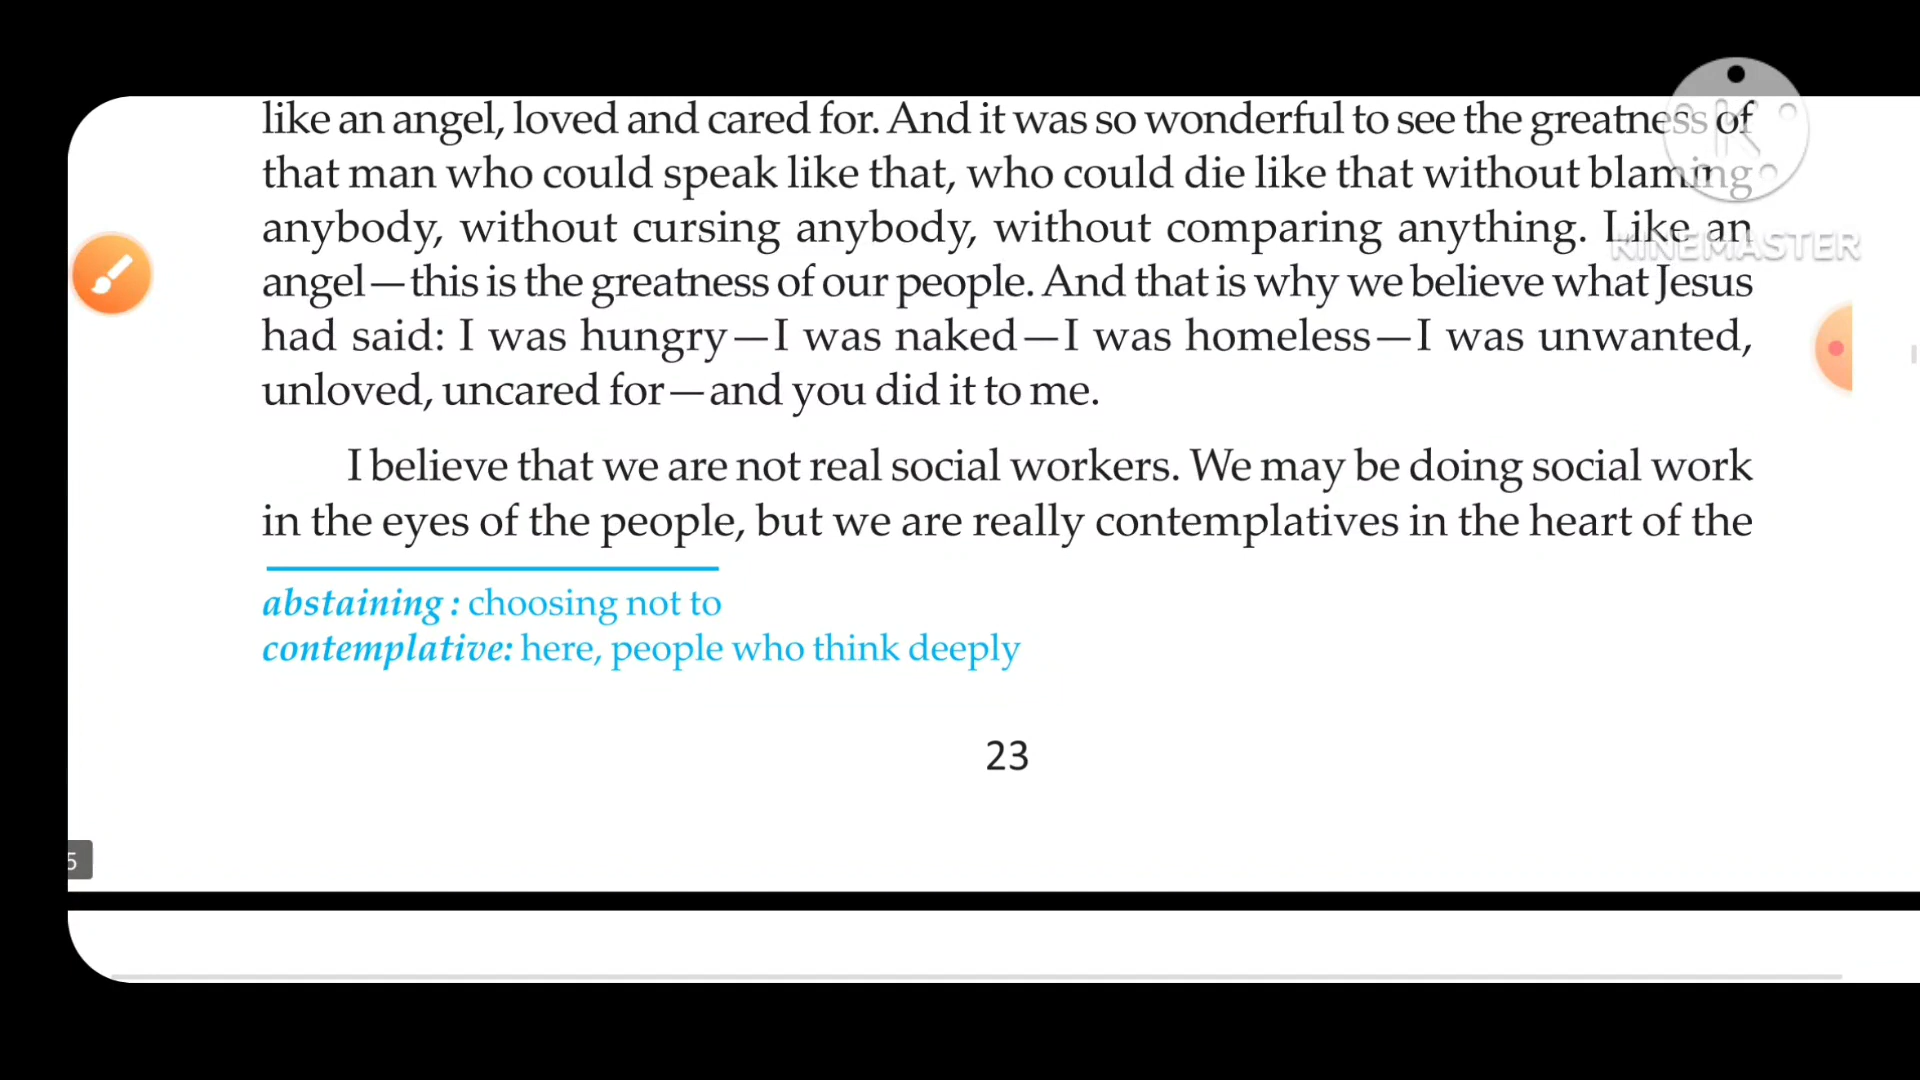 like an angel, loved and cared for. And it was so wonderful to see the greatness of
that man who could speak like that, who could die like that without blaming
anybody, without cursing anybody, without comparing anything. Like an
KINEMASTER
angel—this is the greatness of our people. And that is why we believe what Jesus
had said: I was hungry—I was naked—I was homeless—I was unwanted,
unloved, uncared for—and you did it to me.
I believe that we are not real social workers. We may be doing social work
in the eyes of the people, but we are really contemplatives in the heart of the
abstaining : choosing not to
contemplative: here, people who think deeply
23
5